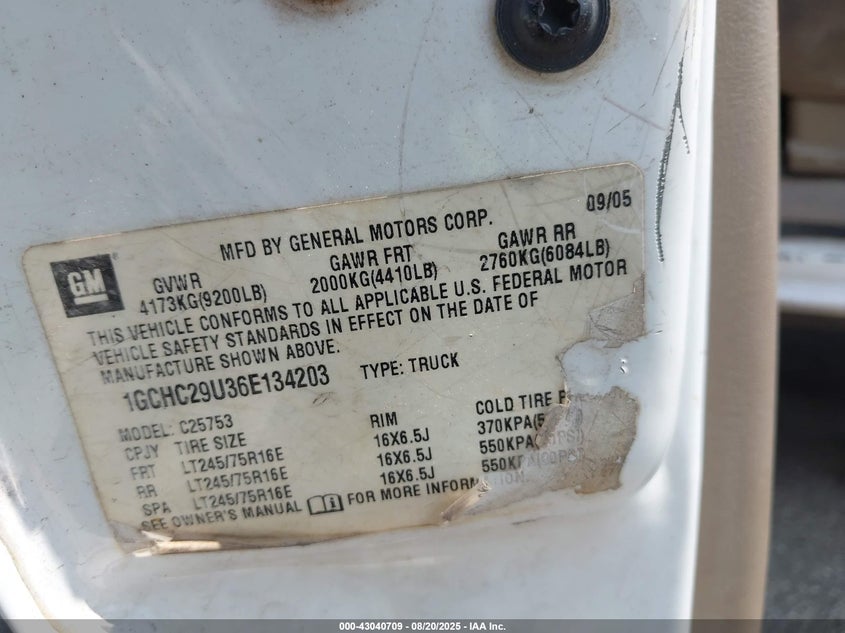 09/05
MFD BY GENERAL MOTORS CORP.
GM
GVWR GAWR FRT GAWR RR
4173KG(9200LB) 2000KG(4410LB) 2760KG(6084LB)
THIS VEHICLE CONFORMS TO ALL APPLICABLE U.S. FEDERAL MOTOR
VEHICLE SAFETY STANDARDS IN EFFECT ON THE DATE OF
MANUFACTURE SHOWN ABOVE.
1GCHC29U36E134203 TYPE: TRUCK
MODEL: C25753
CPJY TIRE SIZE RIM COLD TIRE
FRT LT245/75R16E 16X6.5J 370KPA(5
RR LT245/75R16E 16X6.5J 550KPA(
SPA LT245/75R16E 16X6.5J 550KPA(80PSI)
SEE OWNER'S MANUAL FOR MORE INFORMATION.
000-43040709 - 08/20/2025 - IAA Inc.